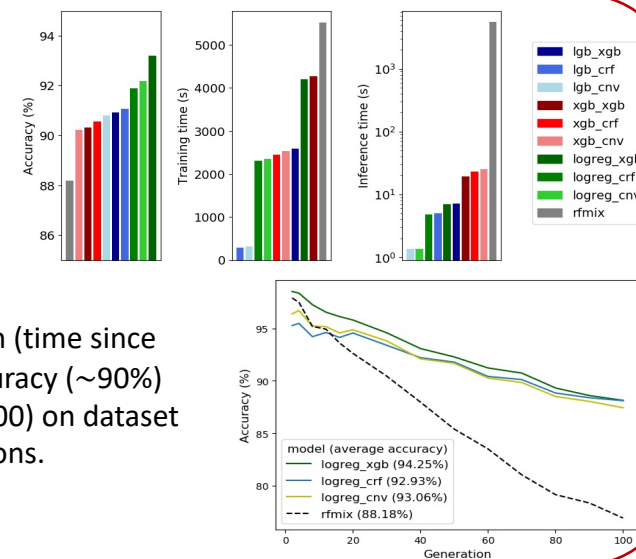 94
92
90
88
86
Accuracy (%)
5000
4000
3000
2000
1000
0
Training time (s)
10³
10²
10¹
10⁰
Inference time (s)
lgb_xgb
lgb_crf
lgb_cnv
xgb_xgb
xgb_crf
xgb_cnv
logreg_xgb
logreg_crf
logreg_cnv
rfmix
(time since
(~90%)
00) on dataset
ons.
95
90
85
80
Accuracy (%)
model (average accuracy)
logreg_xgb (94.25%)
logreg_crf (92.93%)
logreg_cnv (93.06%)
rfmix (88.18%)
0 20 40 60 80 100
Generation